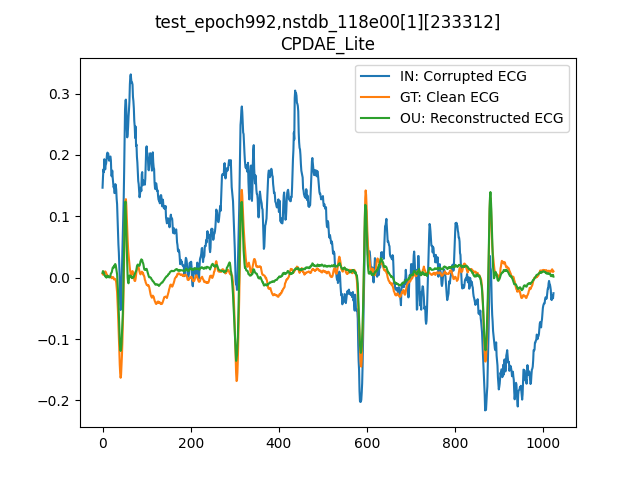 test_epoch992,nstdb_118e00[1][233312]
CPDAE_Lite
IN: Corrupted ECG
GT: Clean ECG
OU: Reconstructed ECG
0.3
0.2
0.1
0.0
−0.1
−0.2
0 200 400 600 800 1000